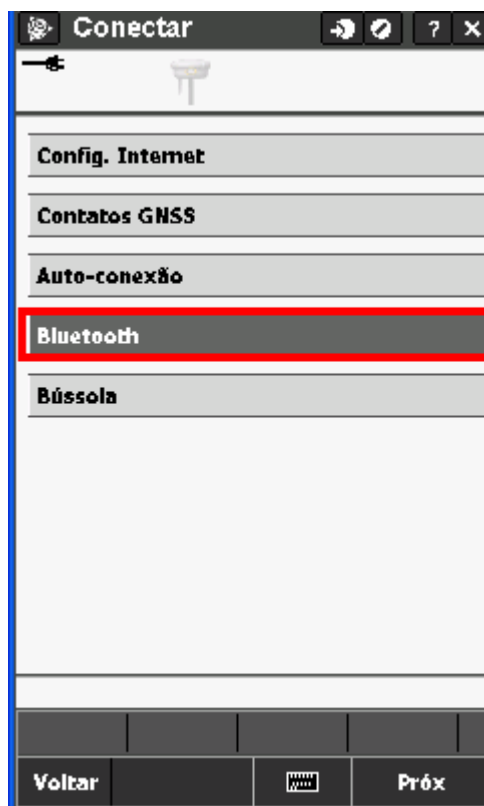 Conectar ? ×
Config. Internet
Contatos GNSS
Auto-conexão
Bluetooth
Bússola
Voltar Próx